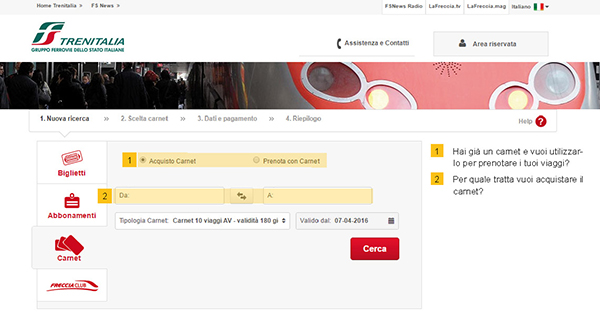 Home Trenitalia > FS News >
FSNews Radio LaFreccia.tv LaFreccia.mag Italiano
FS TRENITALIA
GRUPPO FERROVIE DELLO STATO ITALIANE
Assistenza e Contatti
Area riservata
1. Nuova ricerca » 2. Scelta carnet » 3. Dati e pagamento » 4. Riepilogo
Help ?
Biglietti
Abbonamenti
Carnet
FRECCIACLUB
1 Acquisto Carnet Prenota con Carnet
2 Da: A:
Tipologia Carnet: Carnet 10 viaggi AV - validità 180 gi
Valido dal: 07-04-2016
Cerca
1 Hai già un carnet e vuoi utilizzar-
lo per prenotare i tuoi viaggi?
2 Per quale tratta vuoi acquistare il
carnet?